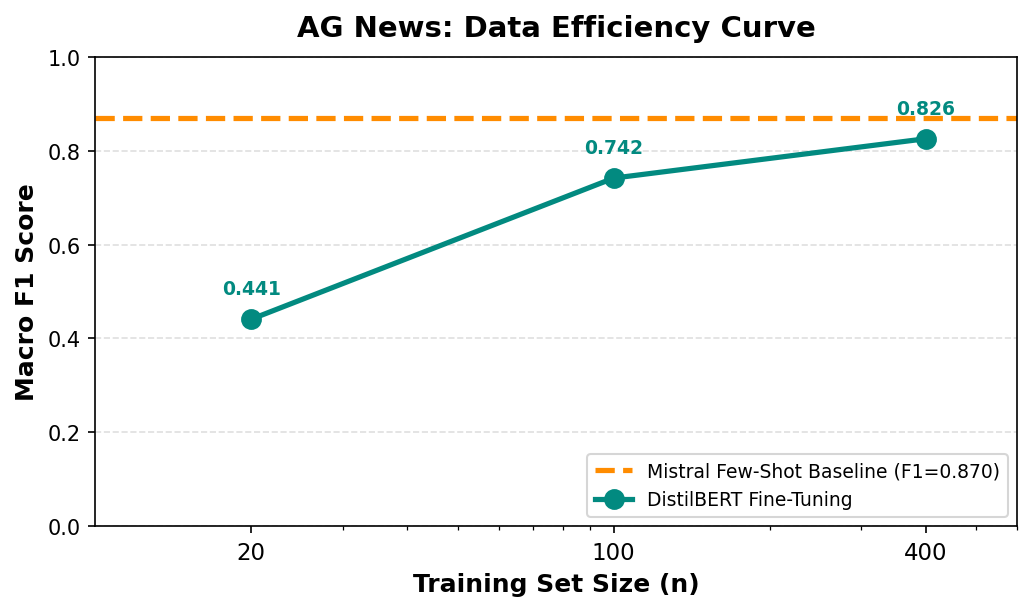 AG News: Data Efficiency Curve
Macro F1 Score
1.0
0.8
0.6
0.4
0.2
0.0
0.441
0.742
0.826
Mistral Few-Shot Baseline (F1=0.870)
DistilBERT Fine-Tuning
20
100
400
Training Set Size (n)